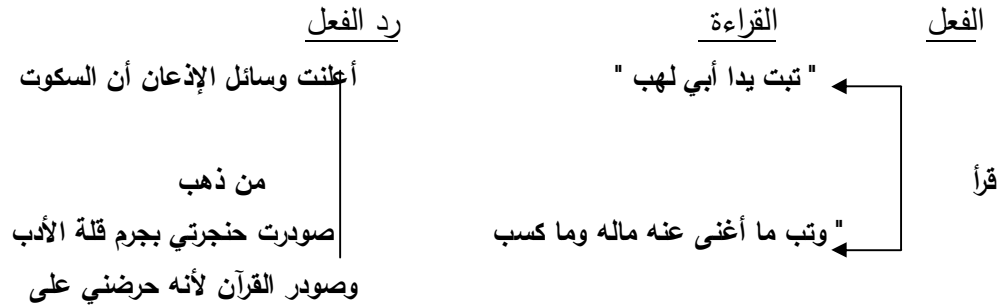 الفعل القراءة رد الفعل
" تبت يدا أبي لهب " أعلنت وسائل الإذعان أن السكوت
قرأ من ذهب
" وتب ما أغنى عنه ماله وما كسب صودرت حنجرتي بجرم قلة الأدب
وصودر القرآن لأنه حرضني على